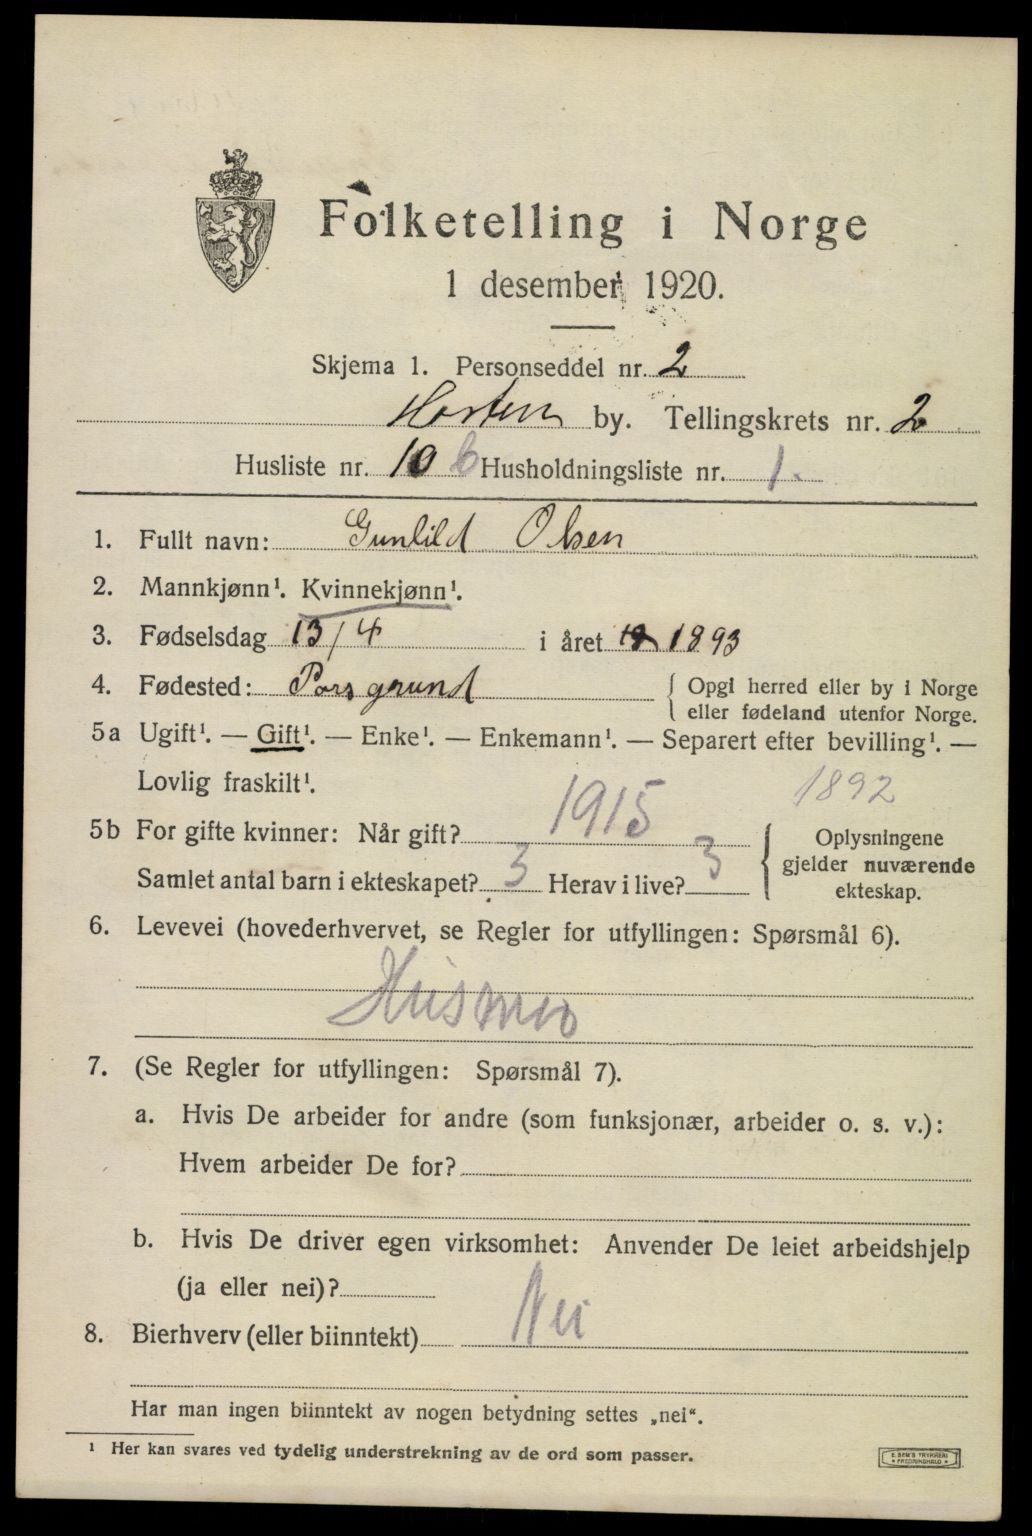 Folketelling i Norge
1 desember 1920.
Skjema 1. Personseddel nr. 2
Horten by. Tellingskrets nr. 2
Husliste nr. 10 6 Husholdningsliste nr. 1.
1. Fullt navn: Gunlild Olsen
2. Mannkjønn¹. Kvinnekjønn¹.
3. Fødselsdag 13/4 i året 18 1893
4. Fødested: Porsgrund { Opgi herred eller by i Norge
eller fødeland utenfor Norge.
5a Ugift¹. — Gift¹. — Enke¹. — Enkemann¹. — Separert efter bevilling¹. —
Lovlig fraskilt¹. 1892
5b For gifte kvinner: Når gift? 1915 { Oplysningene
gjelder nuværende
ekteskap.
Samlet antal barn i ekteskapet? 3 Herav i live? 3
6. Levevei (hovederhvervet, se Regler for utfyllingen: Spørsmål 6).
Husmor
7. (Se Regler for utfyllingen: Spørsmål 7).
a. Hvis De arbeider for andre (som funksjonær, arbeider o. s. v.):
Hvem arbeider De for?
b. Hvis De driver egen virksomhet: Anvender De leiet arbeidshjelp
(ja eller nei)?
8. Bierhverv (eller biinntekt) Nei
Har man ingen biinntekt av nogen betydning settes „nei“.
¹ Her kan svares ved tydelig understrekning av de ord som passer.
E. SEM'S TRYKKERI
FREDRIKSHALD